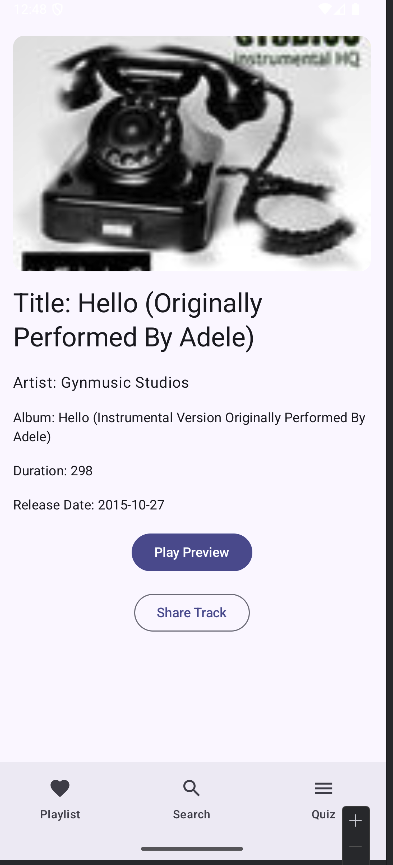 12:48
STUDIOS
instrumental HQ
Title: Hello (Originally
Performed By Adele)
Artist: Gynmusic Studios
Album: Hello (Instrumental Version Originally Performed By
Adele)
Duration: 298
Release Date: 2015-10-27
Play Preview
Share Track
Playlist
Search
Quiz